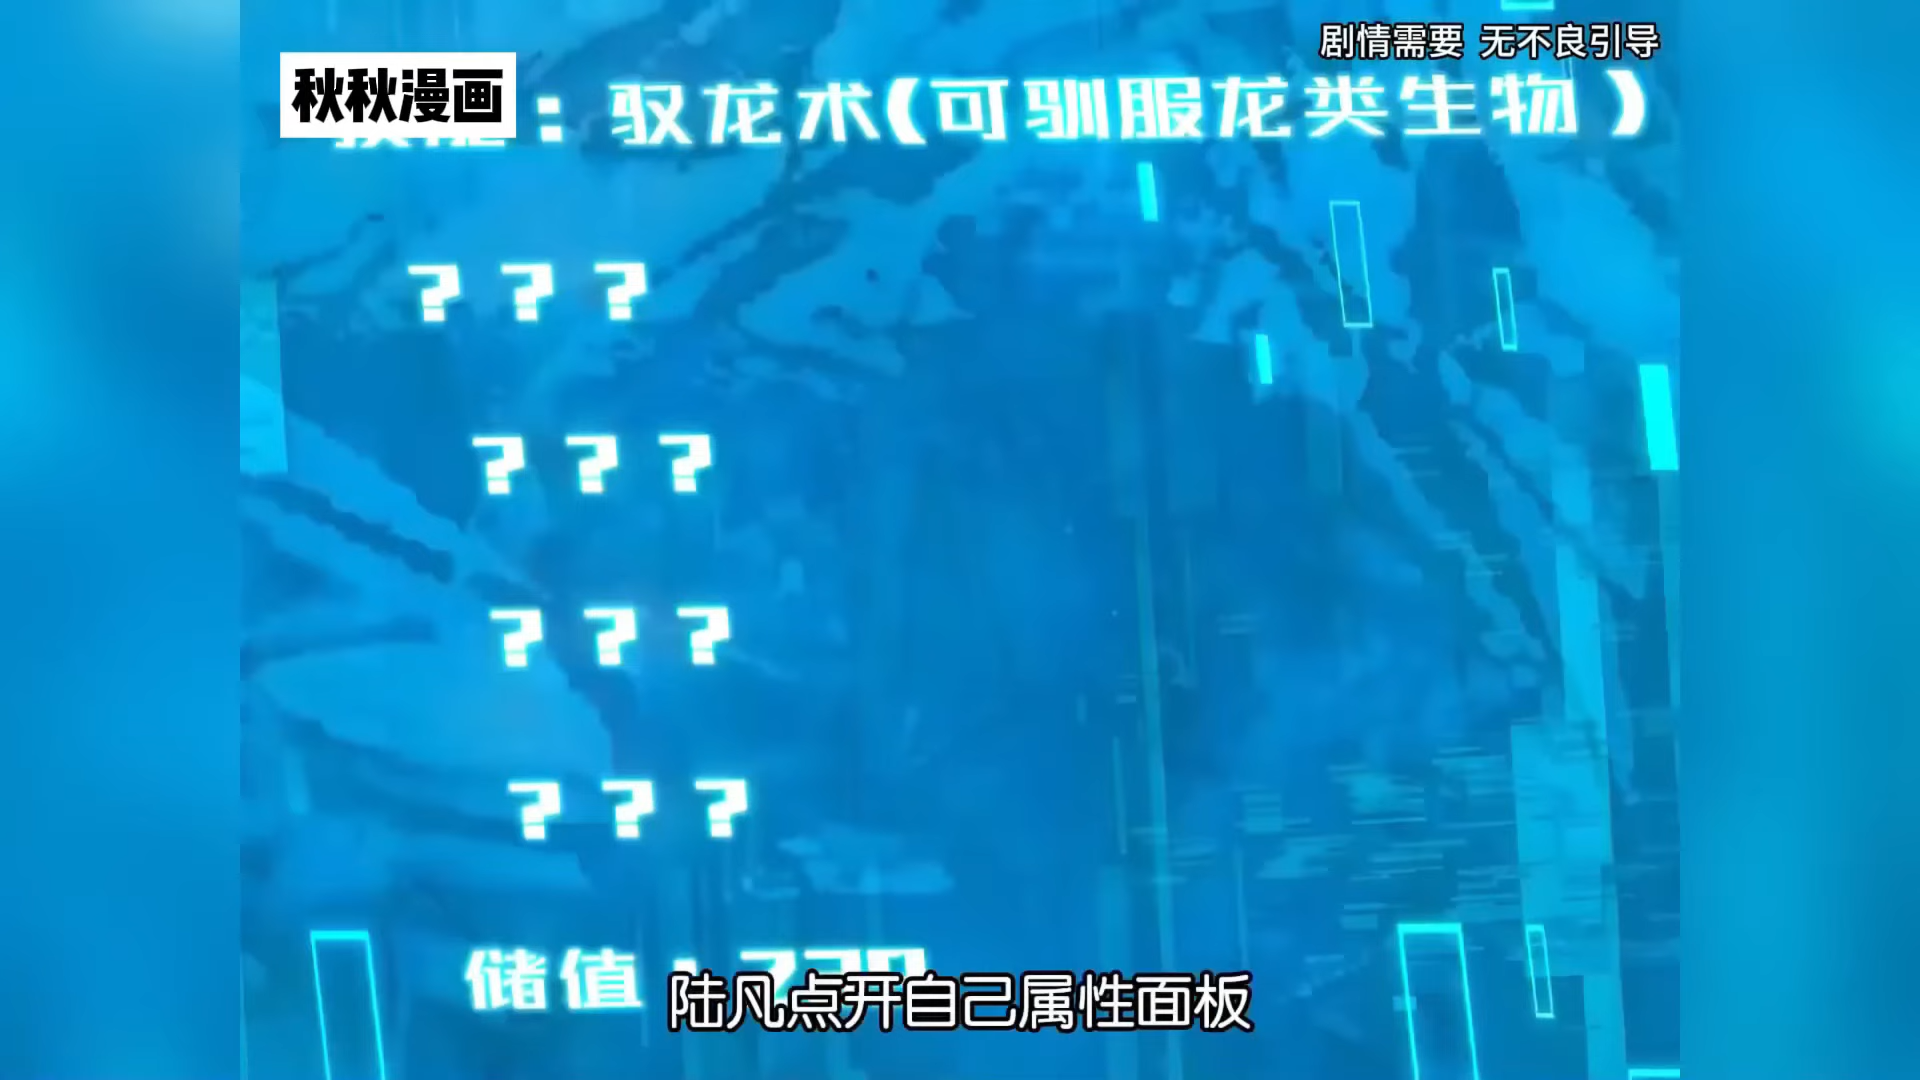 剧情需要 无不良引导
秋秋漫画
：驭龙术(可驯服龙类生物)
? ? ?
? ? ?
? ? ?
? ? ?
储值：
陆凡点开自己属性面板